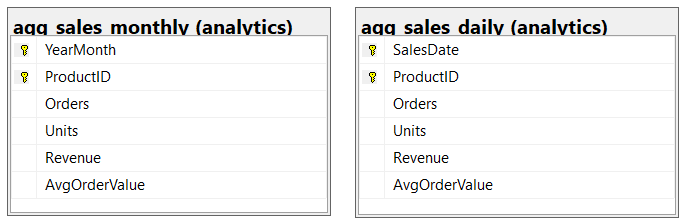 agg_sales_monthly (analytics)
YearMonth
ProductID
Orders
Units
Revenue
AvgOrderValue
agg_sales_daily (analytics)
SalesDate
ProductID
Orders
Units
Revenue
AvgOrderValue